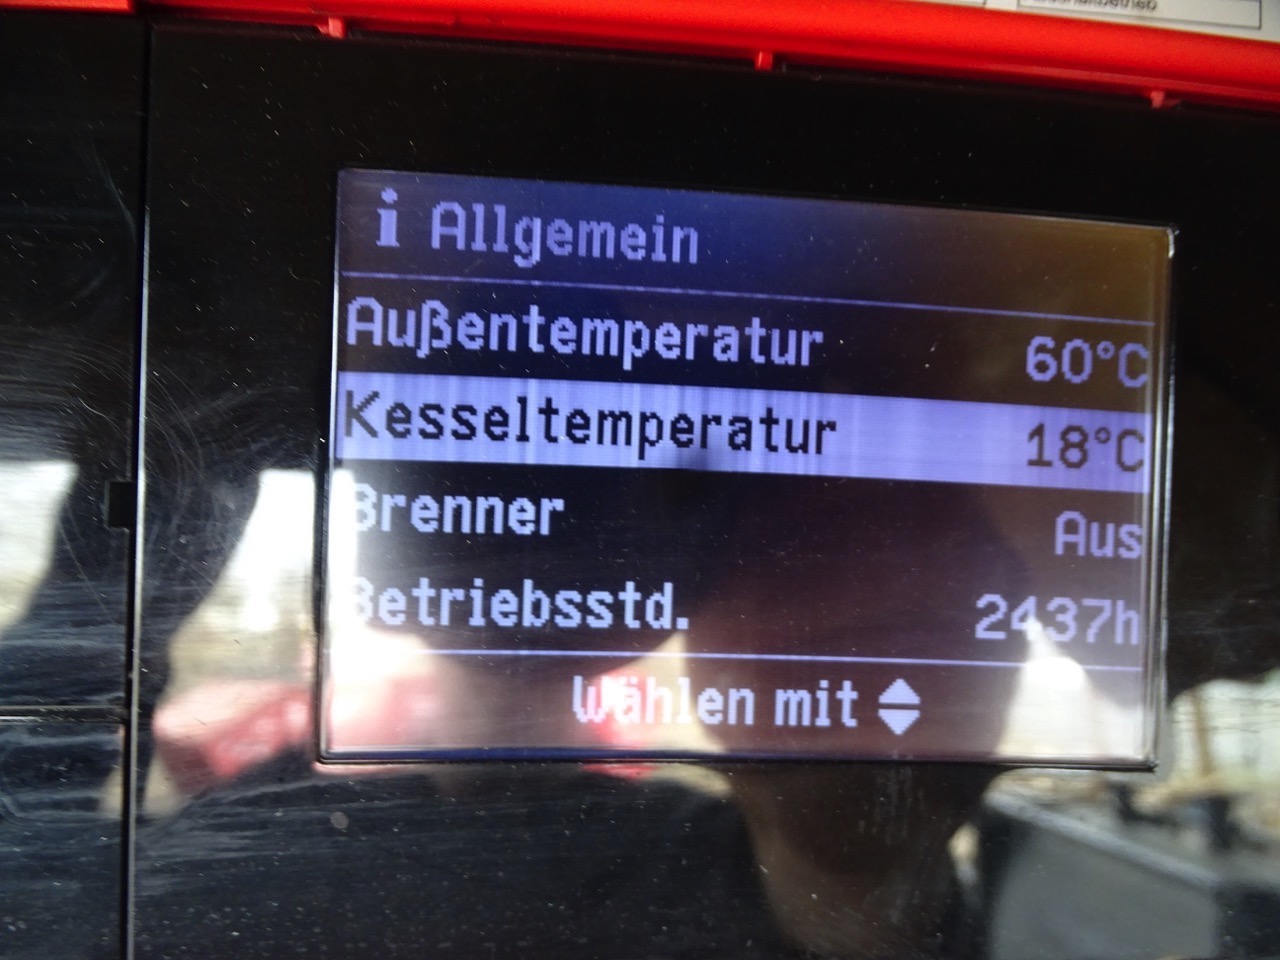 i Allgemein
Außentemperatur 60°C
Kesseltemperatur 18°C
Brenner Aus
Betriebsstd. 2437h
Wählen mit